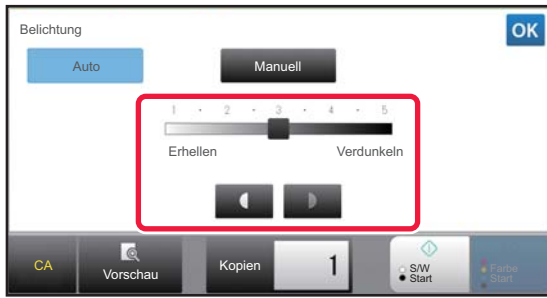 Belichtung
OK
Auto
Manuell
1 · 2 · 3 · 4 · 5
Erhellen
Verdunkeln
CA
Vorschau
Kopien
1
S/W
Start
Farbe
Start